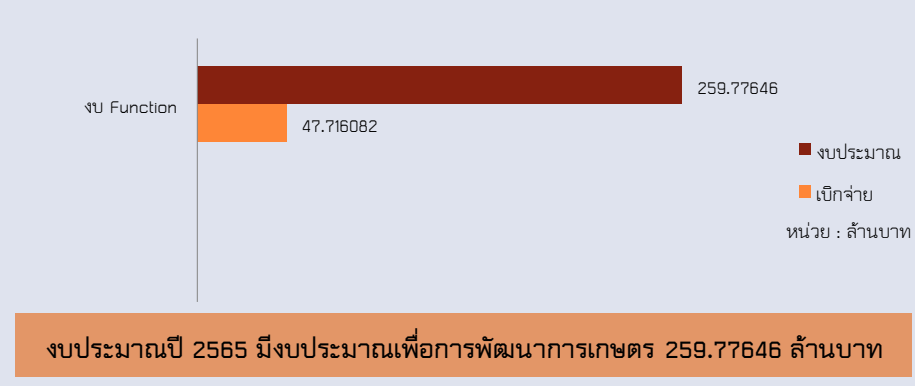 259.77646
งบ Function
47.716082
งบประมาณ
เบิกจ่าย
หน่วย : ล้านบาท
งบประมาณปี 2565 มีงบประมาณเพื่อการพัฒนาการเกษตร 259.77646 ล้านบาท